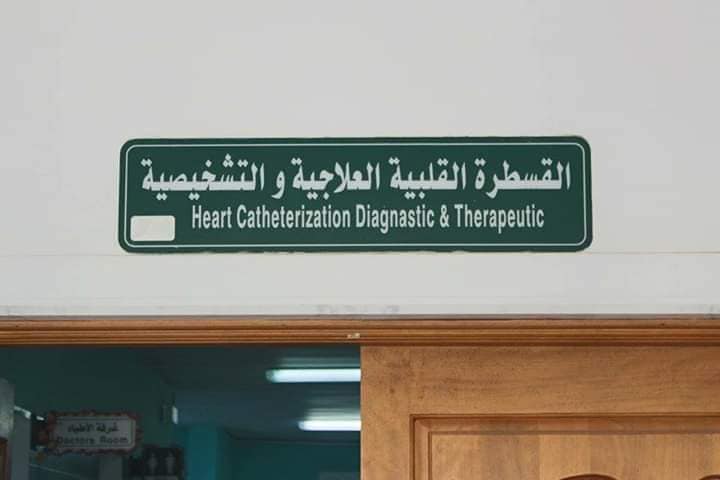 القسطرة القلبية العلاجية و التشخيصية
Heart Catheterization Diagnastic & Therapeutic
غرفة الأطباء
Doctors Room